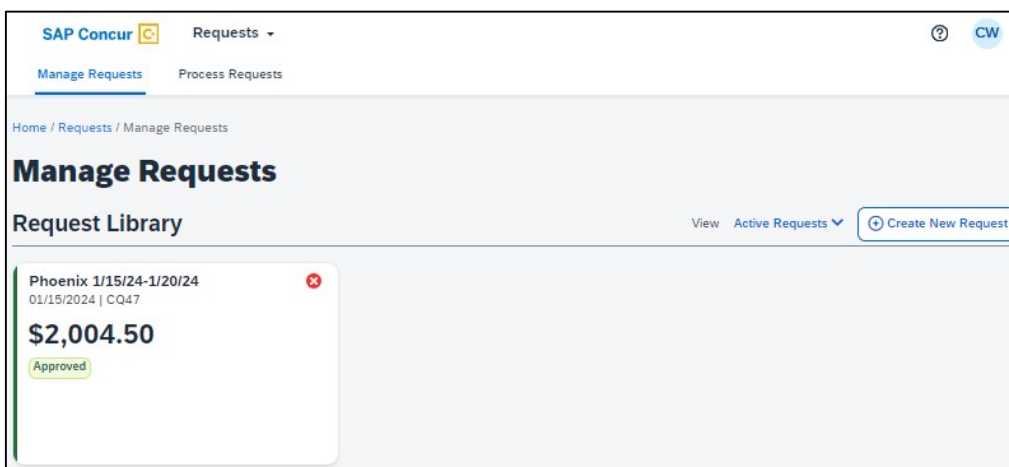 SAP Concur C Requests
CW
Manage Requests Process Requests
Home / Requests / Manage Requests
Manage Requests
Request Library
View Active Requests
Create New Request
Phoenix 1/15/24-1/20/24
01/15/2024 | CQ47
$2,004.50
Approved